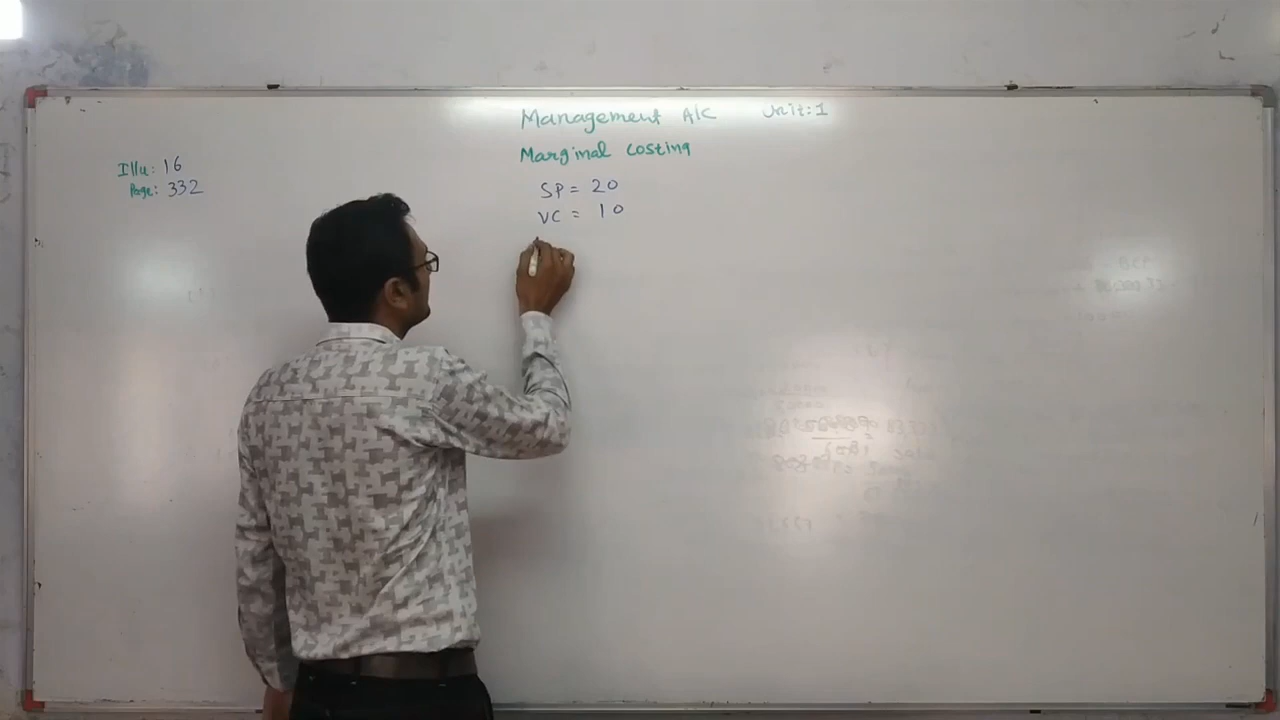 Management A/C Unit:1
Marginal Costing
Illu: 16
Page: 332
SP = 20
VC = 10